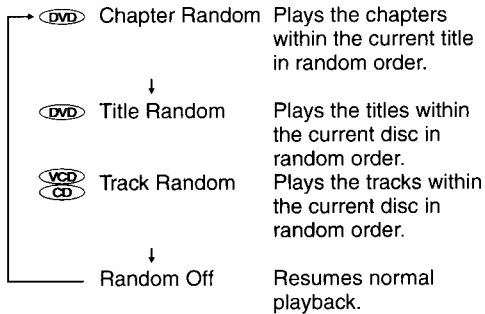 DVD Chapter Random Plays the chapters
within the current title
in random order.
DVD Title Random Plays the titles within
the current disc in
random order.
VCD
CD Track Random Plays the tracks within
the current disc in
random order.
Random Off Resumes normal
playback.